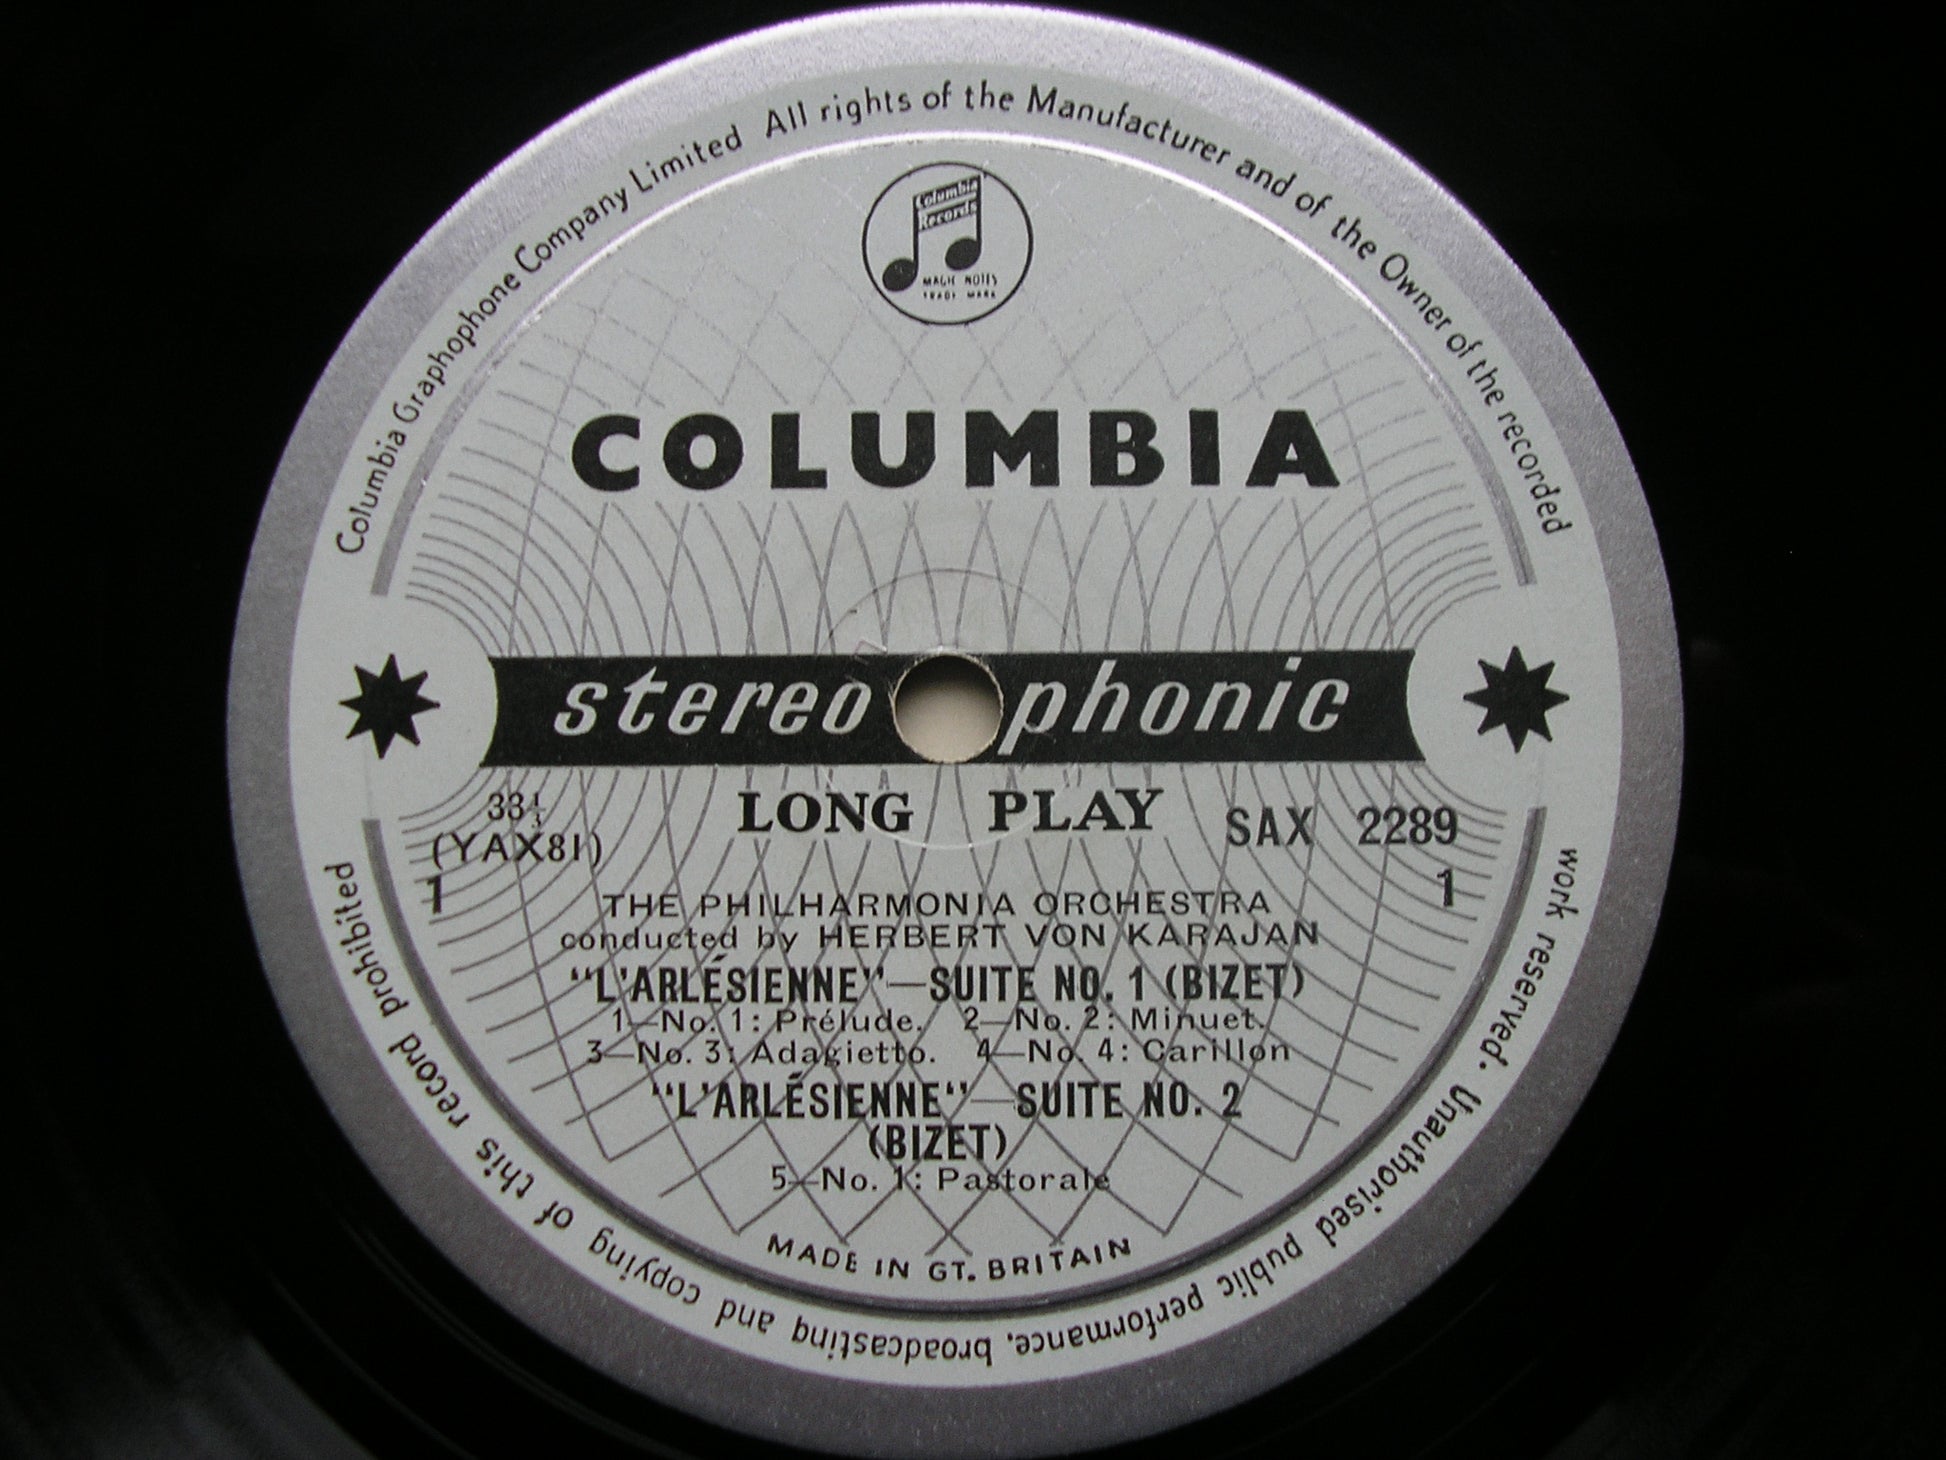 Columbia Graphophone Company Limited All rights of the Manufacturer and of the Owner of the recorded
work reserved. Unauthorised public performance, broadcasting and copying of this record prohibited
Columbia
Records
MAGIC NOTES
TRADE MARK
COLUMBIA
stereophonic
LONG PLAY
33⅓
(YAX81)
1
SAX 2289
1
THE PHILHARMONIA ORCHESTRA
conducted by HERBERT VON KARAJAN
"L'ARLÉSIENNE"—SUITE NO. 1 (BIZET)
1—No. 1: Prélude. 2—No. 2: Minuet.
3—No. 3: Adagietto. 4—No. 4: Carillon
"L'ARLÉSIENNE"—SUITE NO. 2
(BIZET)
5—No. 1: Pastorale
MADE IN GT. BRITAIN